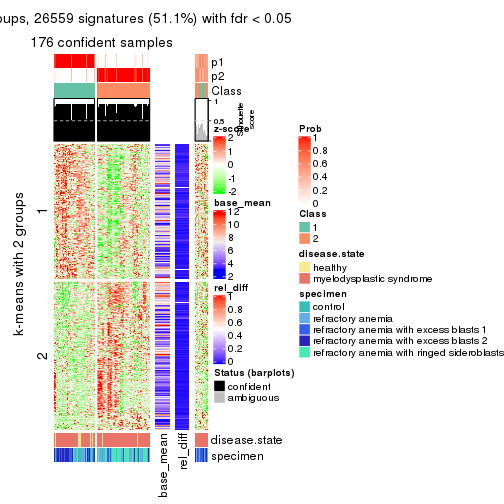 oups, 26559 signatures (51.1%) with fdr < 0.05
176 confident samples
p1
p2
Class
1
0.5
0
Silhouette score
k-means with 2 groups
1
2
z-score
2
1
0
-1
-2
base_mean
12
10
8
6
4
2
rel_diff
1
0.8
0.6
0.4
0.2
0
Status (barplots)
confident
ambiguous
Prob
1
0.8
0.6
0.4
0.2
0
Class
1
2
disease.state
healthy
myelodysplastic syndrome
specimen
control
refractory anemia
refractory anemia with excess blasts 1
refractory anemia with excess blasts 2
refractory anemia with ringed sideroblasts
disease.state
specimen
base_mean
rel_diff